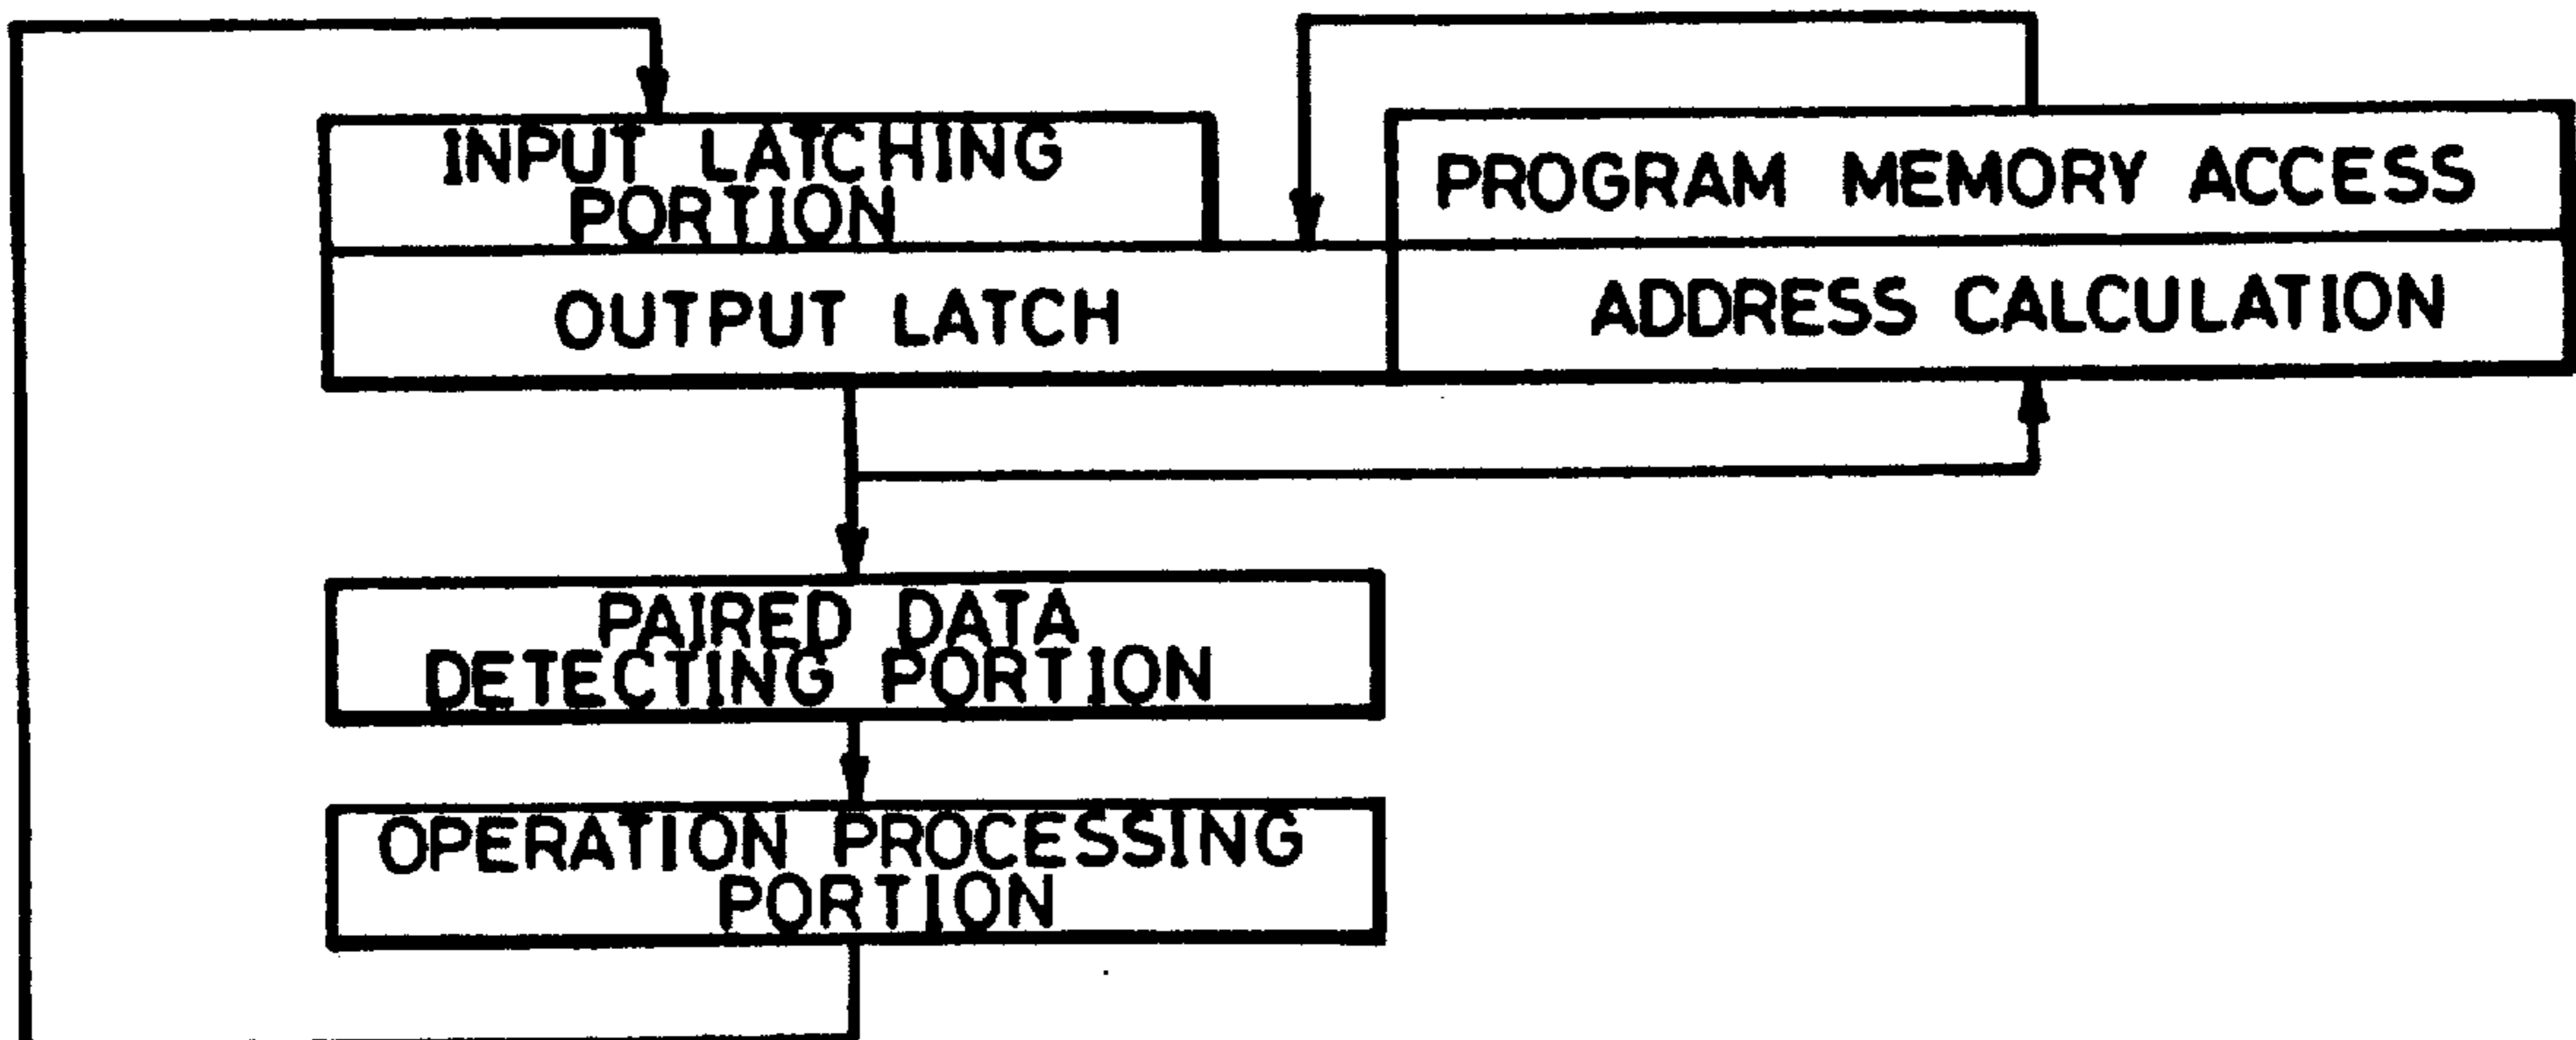 INPUT LATCHING
PORTION
PROGRAM MEMORY ACCESS
OUTPUT LATCH
ADDRESS CALCULATION
PAIRED DATA
DETECTING PORTION
OPERATION PROCESSING
PORTION